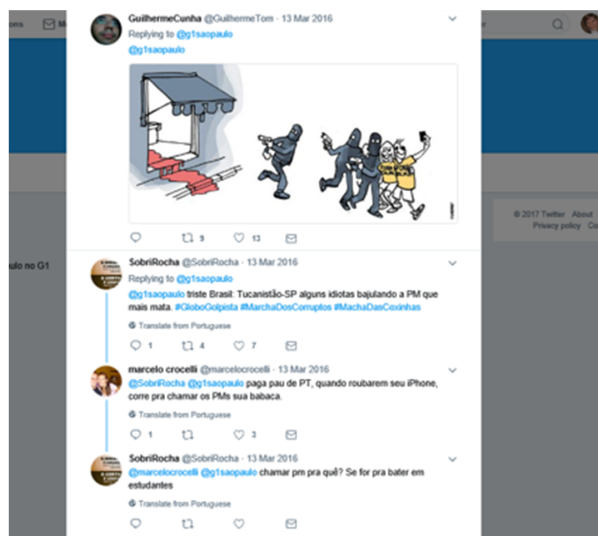 GuilhermeCunha @GuilhermeTom · 13 Mar 2016
Replying to @g1saopaulo
@g1saopaulo
9 13
SobriRocha @SobriRocha · 13 Mar 2016
Replying to @g1saopaulo
@g1saopaulo triste Brasil: Tucanistão-SP alguns idiotas bajulando a PM que
mais mata. #GloboGolpista #MarchaDosCorruptos #MachaDasCoxinhas
Translate from Portuguese
1 4 7
marcelo crocelli @marcelocrocelli · 13 Mar 2016
@SobriRocha @g1saopaulo paga pau de PT, quando roubarem seu iPhone,
corre pra chamar os PMs sua babaca.
Translate from Portuguese
1 3
SobriRocha @SobriRocha · 13 Mar 2016
@marcelocrocelli @g1saopaulo chamar pm pra quê? Se for pra bater em
estudantes
Translate from Portuguese
© 2017 Twitter About
Privacy policy Co
ulo no G1